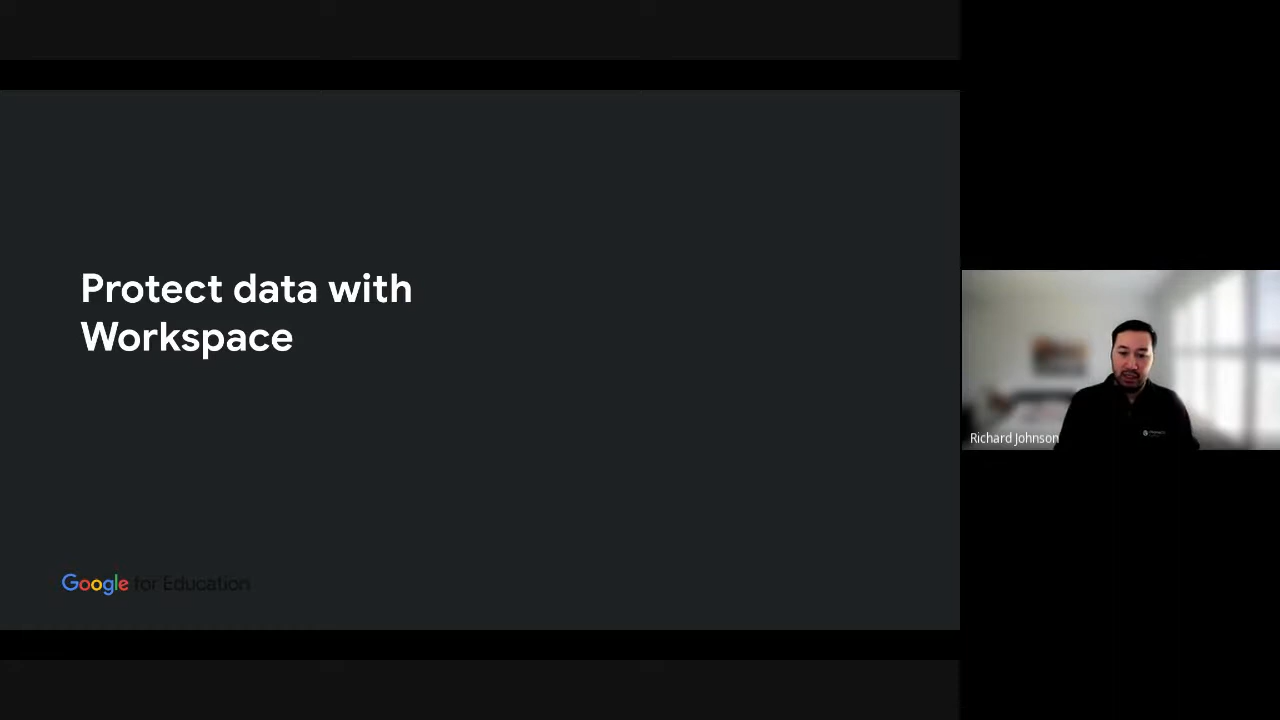 Protect data with
Workspace
Richard Johnson
Google for Education